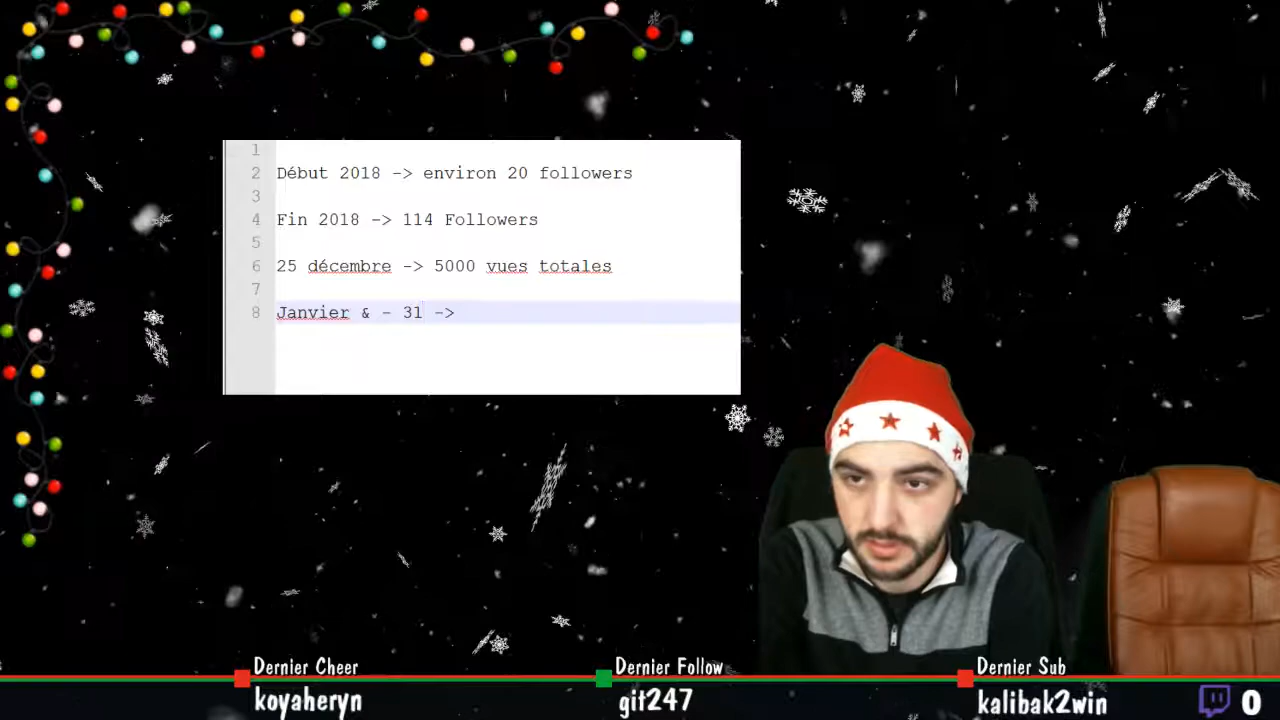 1
2 Début 2018 -> environ 20 followers
3
4 Fin 2018 -> 114 Followers
5
6 25 décembre -> 5000 vues totales
7
8 Janvier & - 31 ->
Dernier Cheer
koyaheryn
Dernier Follow
git247
Dernier Sub
kalibak2win
0